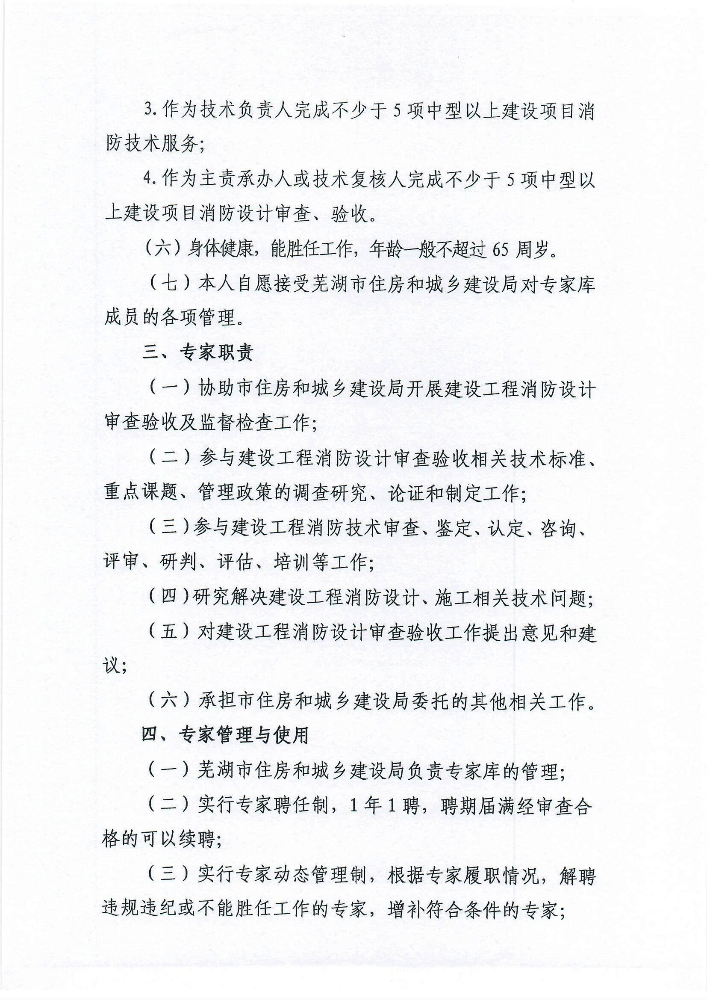 3.作为技术负责人完成不少于 5 项中型以上建设项目消
防技术服务；
4.作为主责承办人或技术复核人完成不少于 5 项中型以
上建设项目消防设计审查、验收。
（六）身体健康，能胜任工作，年龄一般不超过 65 周岁。
（七）本人自愿接受芜湖市住房和城乡建设局对专家库
成员的各项管理。
三、专家职责
（一）协助市住房和城乡建设局开展建设工程消防设计
审查验收及监督检查工作；
（二）参与建设工程消防设计审查验收相关技术标准、
重点课题、管理政策的调查研究、论证和制定工作；
（三）参与建设工程消防技术审查、鉴定、认定、咨询、
评审、研判、评估、培训等工作；
（四）研究解决建设工程消防设计、施工相关技术问题；
（五）对建设工程消防设计审查验收工作提出意见和建
议；
（六）承担市住房和城乡建设局委托的其他相关工作。
四、专家管理与使用
（一）芜湖市住房和城乡建设局负责专家库的管理；
（二）实行专家聘任制，1 年 1 聘，聘期届满经审查合
格的可以续聘；
（三）实行专家动态管理制，根据专家履职情况，解聘
违规违纪或不能胜任工作的专家，增补符合条件的专家；